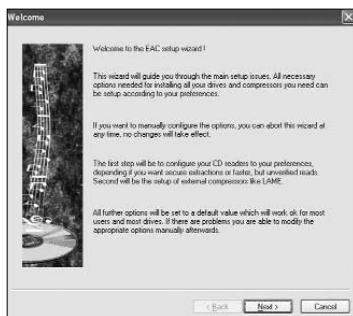 Welcome
Welcome to the EAC setup wizard !
This wizard will guide you through the main setup issues. All necessary
options needed for installing all your drives and compressors you need can
be setup according to your preferences.
If you want to manually configure the options, you can abort this wizard at
any time, no changes will take effect.
The first step will be to configure your CD readers to your preferences,
depending if you want secure extractions or faster, but unverified reads.
Second will be the setup of external compressors like LAME.
All further options will be set to a default value which will work ok for most
users and most drives. If there are problems you are able to modify the
appropriate options manually afterwards.
< Back Next > Cancel